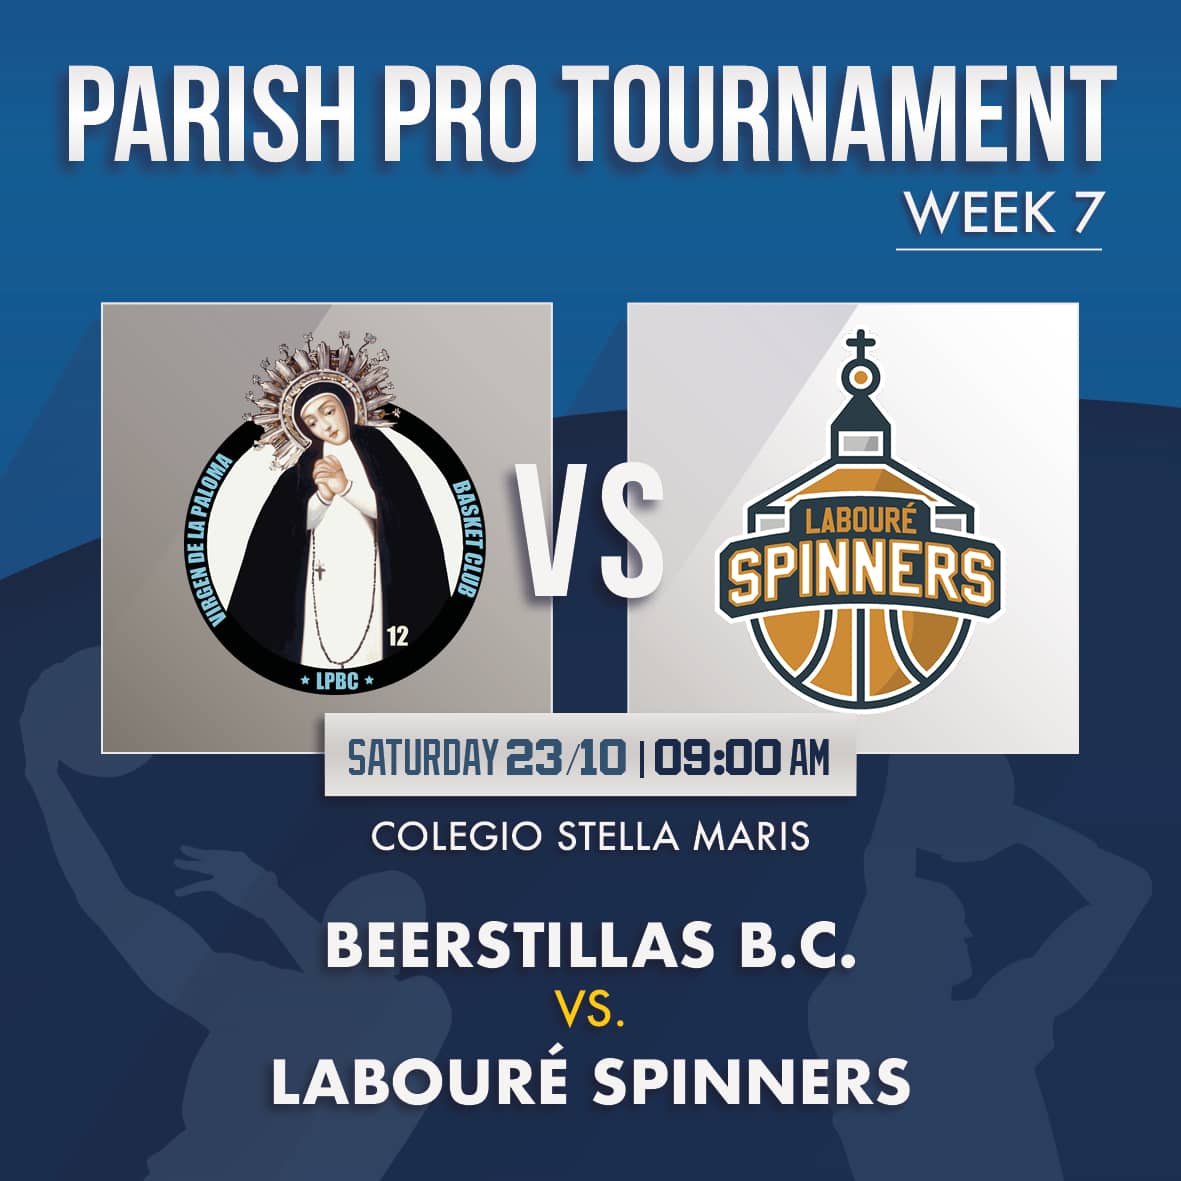 PARISH PRO TOURNAMENT
WEEK 7
VIRGEN DE LA PALOMA
BASKET CLUB
12
★ LPBC ★
VS
LABOURÉ
SPINNERS
SATURDAY 23/10 | 09:00 AM
COLEGIO STELLA MARIS
BEERSTILLAS B.C.
VS.
LABOURÉ SPINNERS